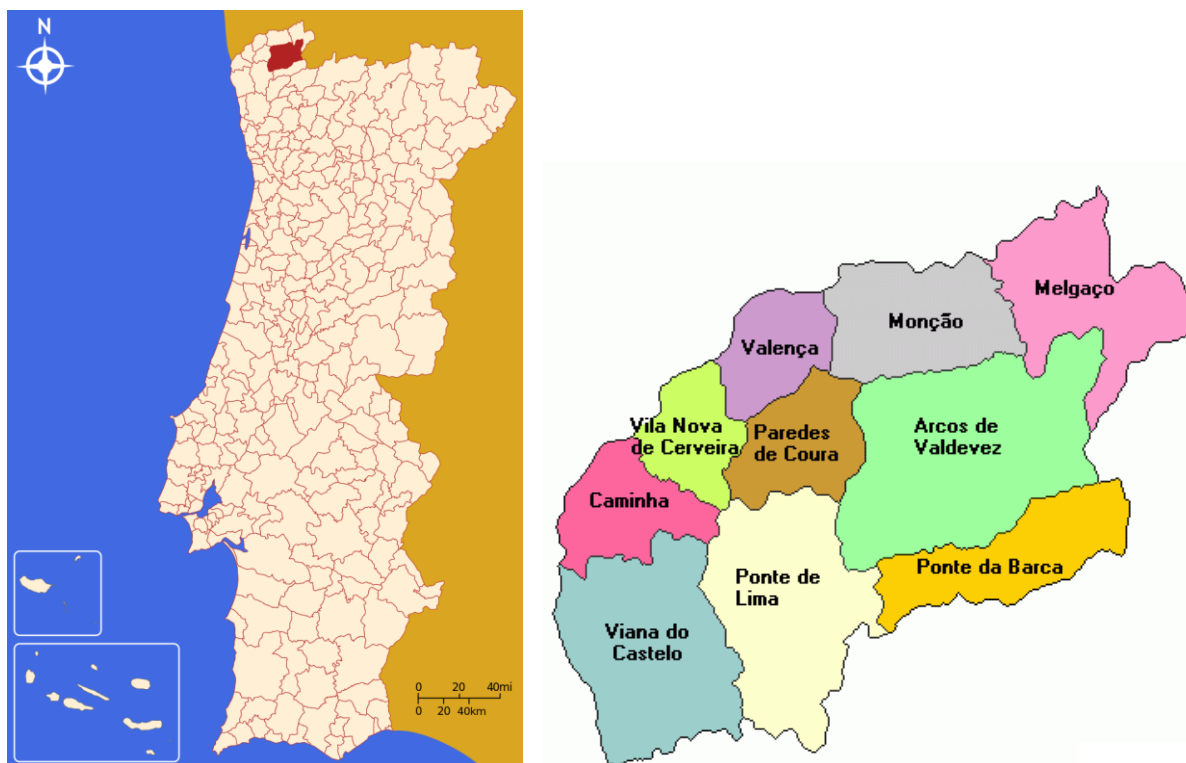 N
0 20 40mi
0 20 40km
Melgaço
Monção
Valença
Vila Nova
de Cerveira
Paredes
de Coura
Arcos de
Valdevez
Caminha
Ponte da Barca
Ponte de
Lima
Viana do
Castelo